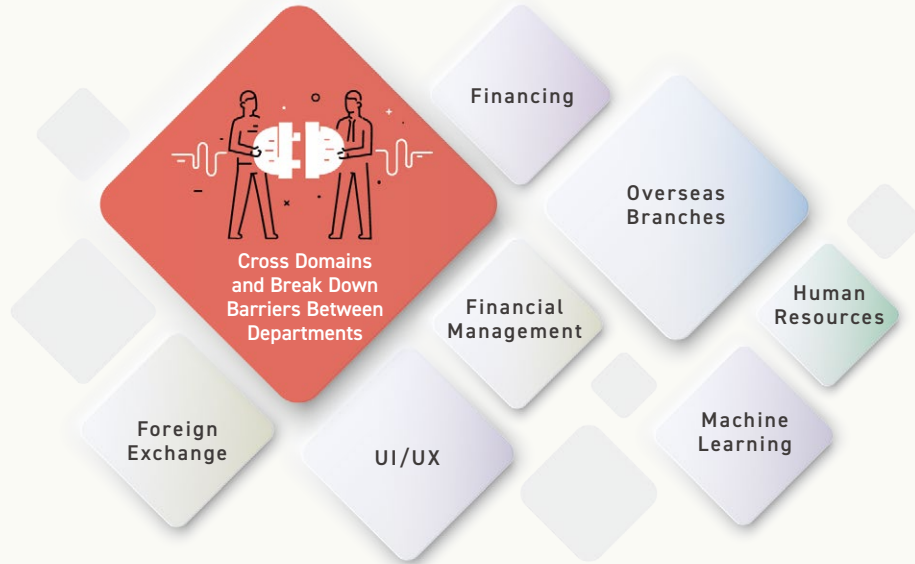 Financing
Overseas
Branches
Cross Domains
and Break Down
Barriers Between
Departments
Financial
Management
Human
Resources
Foreign
Exchange
UI/UX
Machine
Learning